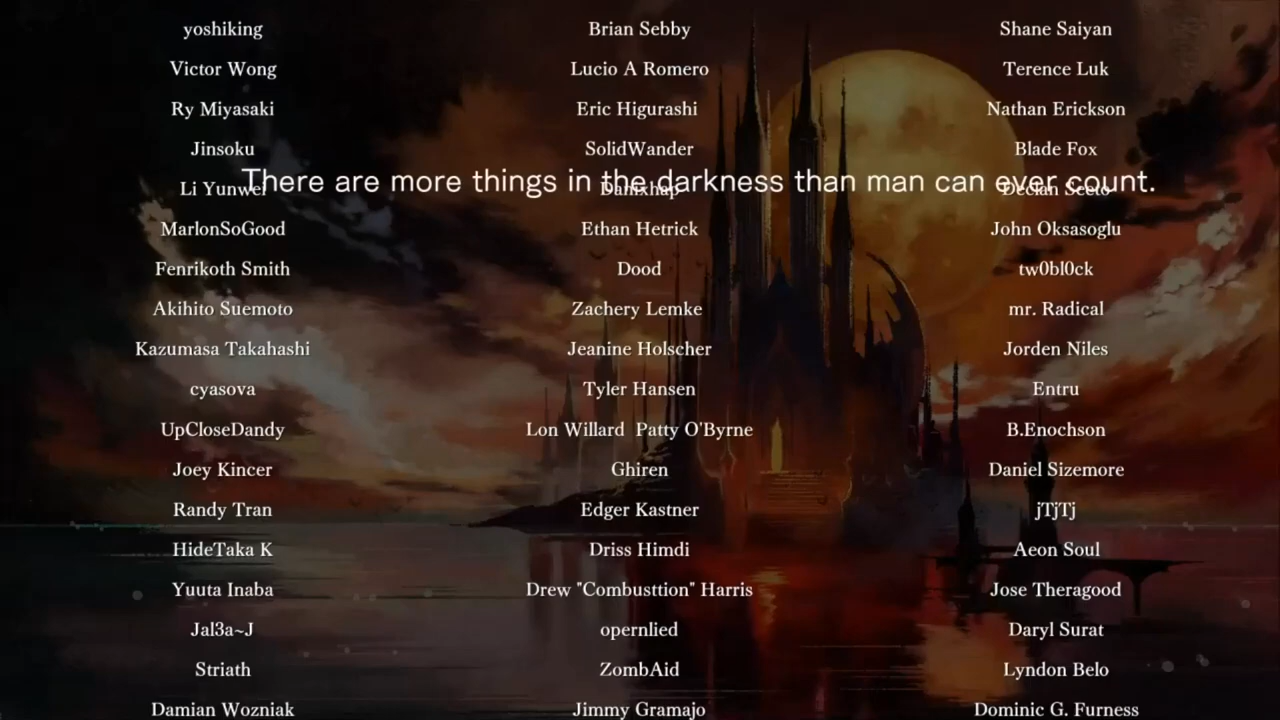 yoshiking Brian Sebby Shane Saiyan
Victor Wong Lucio A Romero Terence Luk
Ry Miyasaki Eric Higurashi Nathan Erickson
Jinsoku SolidWander Blade Fox
There are more things in the darkness than man can ever count.
Li Yunwei Declan Sceto
MarlonSoGood Ethan Hetrick John Oksasoglu
Fenrikoth Smith Dood tw0bl0ck
Akihito Suemoto Zachery Lemke mr. Radical
Kazumasa Takahashi Jeanine Holscher Jorden Niles
cyasova Tyler Hansen Entru
UpCloseDandy Lon Willard Patty O'Byrne B.Enochson
Joey Kincer Ghiren Daniel Sizemore
Randy Tran Edger Kastner jTjTj
HideTaka K Driss Himdi Aeon Soul
Yuuta Inaba Drew "Combusttion" Harris Jose Theragood
Jal3a~J opernlied Daryl Surat
Striath ZombAid Lyndon Belo
Damian Wozniak Jimmy Gramajo Dominic G. Furness